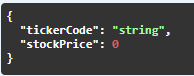 {
  "tickerCode": "string",
  "stockPrice": 0
}